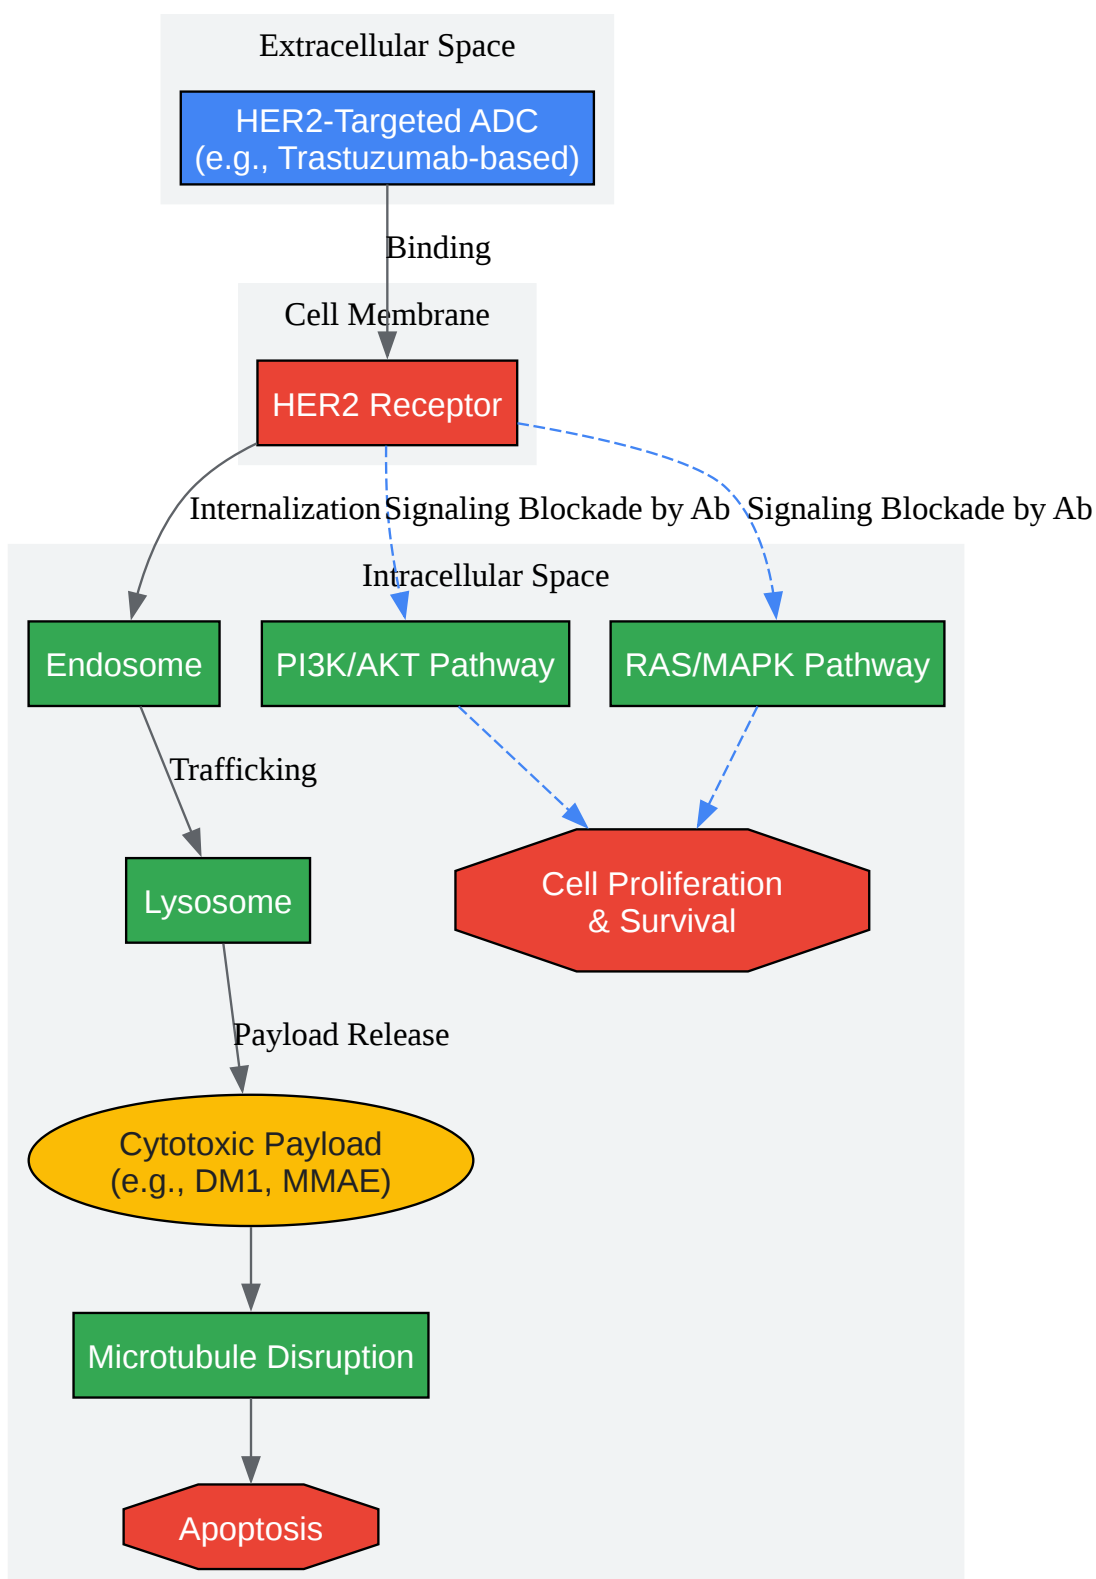 Extracellular Space
HER2-Targeted ADC
(e.g., Trastuzumab-based)
Binding
Cell Membrane
HER2 Receptor
Internalization
Signaling Blockade by Ab
Signaling Blockade by Ab
Intracellular Space
Endosome
PI3K/AKT Pathway
RAS/MAPK Pathway
Trafficking
Lysosome
Cell Proliferation
& Survival
Payload Release
Cytotoxic Payload
(e.g., DM1, MMAE)
Microtubule Disruption
Apoptosis